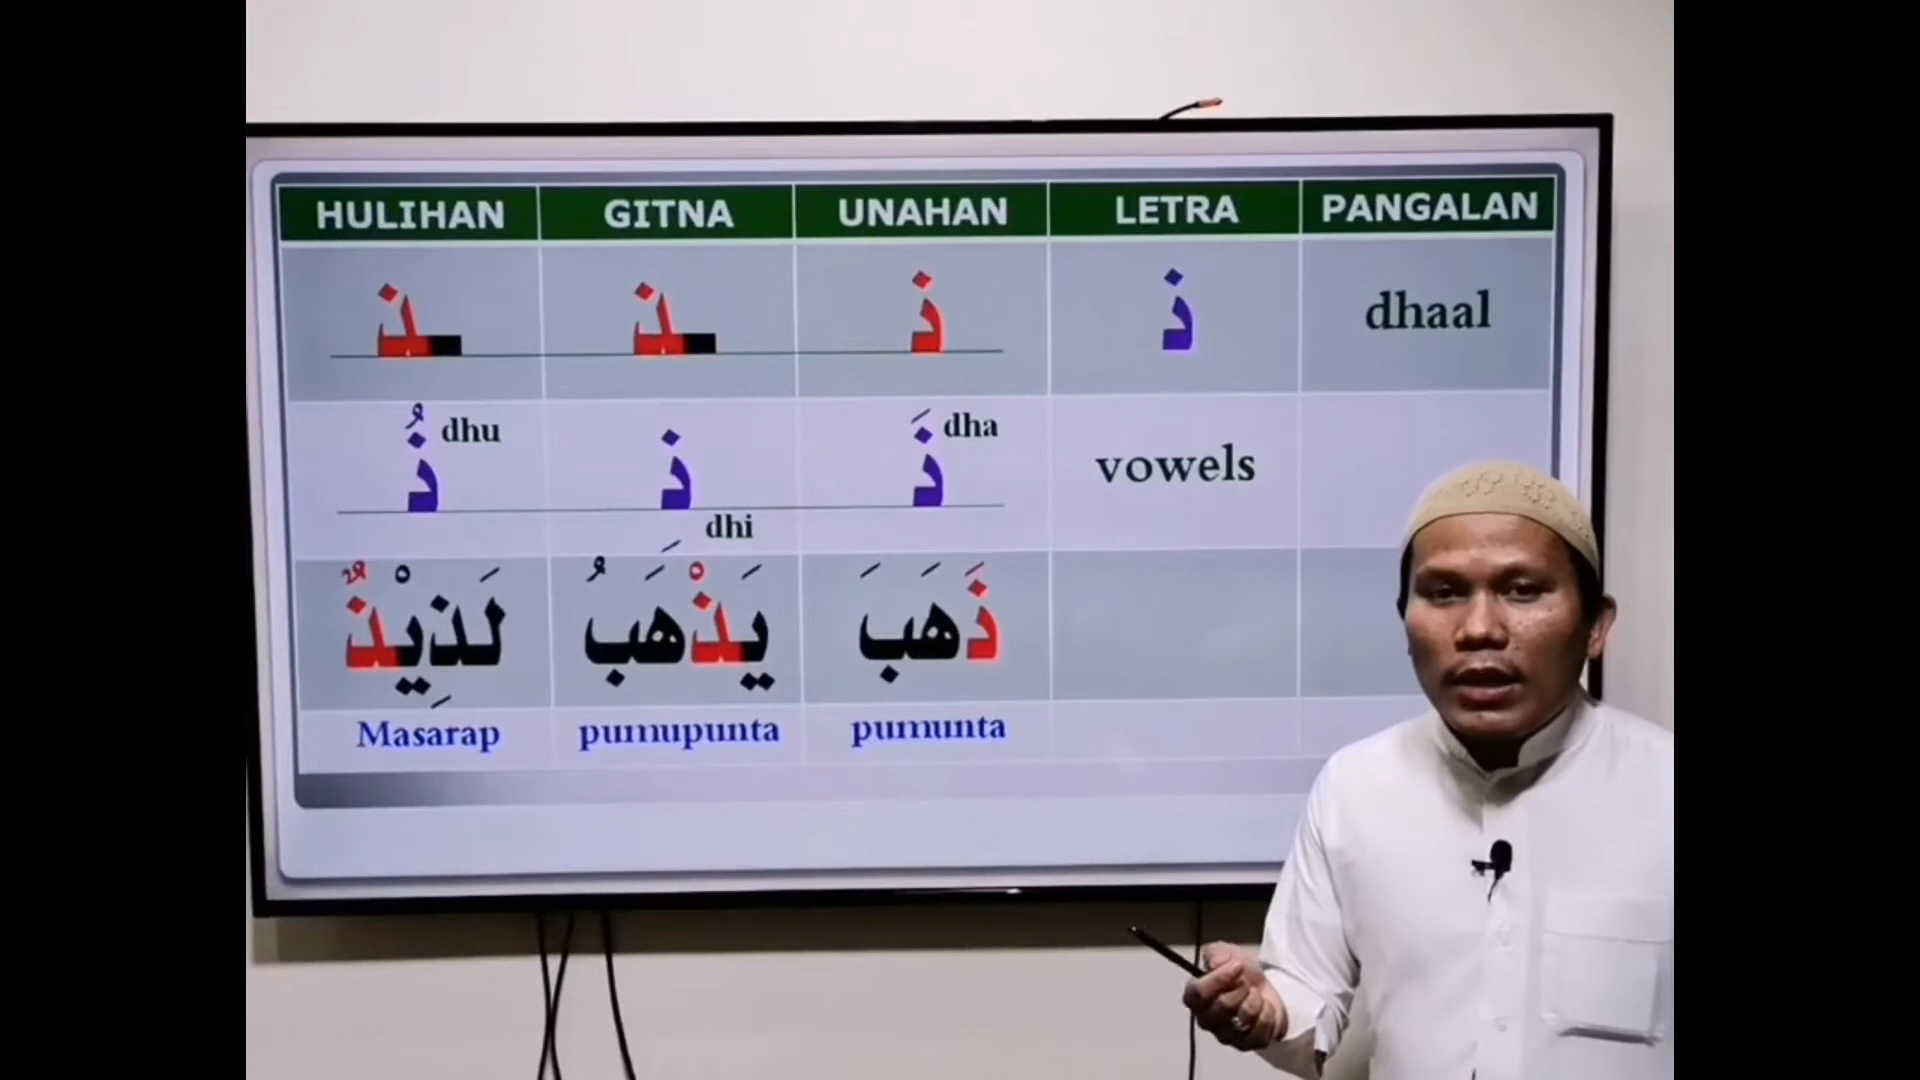 HULIHAN GITNA UNAHAN LETRA PANGALAN
ـذ ـذ ذ ذ dhaal
ذُ dhu ذِ dhi ذَ dha vowels
لَذِيْذٌ يَذْهَبُ ذَهَبَ
Masarap pumupunta pumunta